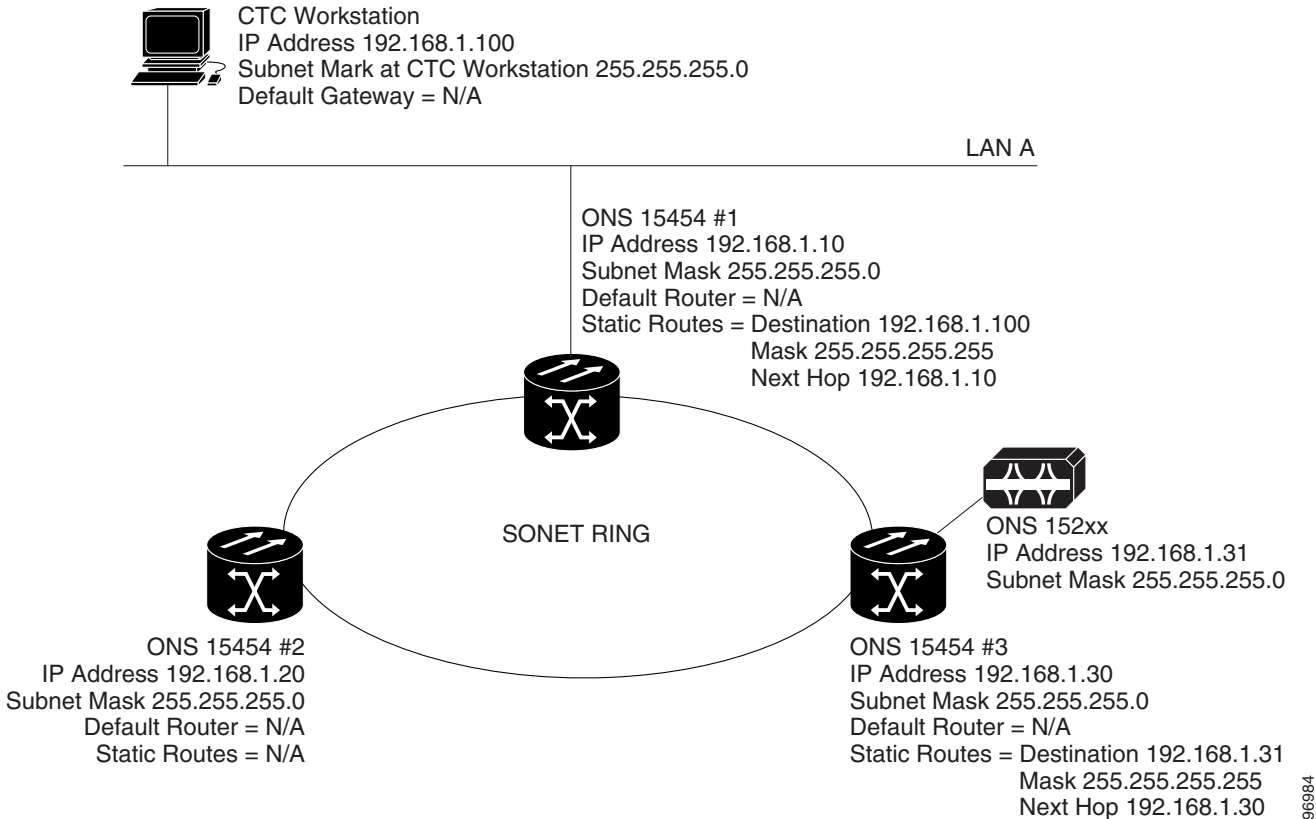 CTC Workstation
IP Address 192.168.1.100
Subnet Mark at CTC Workstation 255.255.255.0
Default Gateway = N/A
LAN A
ONS 15454 #1
IP Address 192.168.1.10
Subnet Mask 255.255.255.0
Default Router = N/A
Static Routes = Destination 192.168.1.100
Mask 255.255.255.255
Next Hop 192.168.1.10
SONET RING
ONS 152xx
IP Address 192.168.1.31
Subnet Mask 255.255.255.0
ONS 15454 #2
IP Address 192.168.1.20
Subnet Mask 255.255.255.0
Default Router = N/A
Static Routes = N/A
ONS 15454 #3
IP Address 192.168.1.30
Subnet Mask 255.255.255.0
Default Router = N/A
Static Routes = Destination 192.168.1.31
Mask 255.255.255.255
Next Hop 192.168.1.30
96984